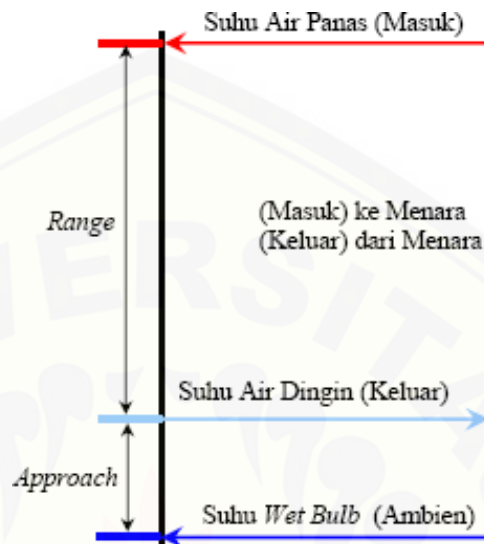 Suhu Air Panas (Masuk)
Range
(Masuk) ke Menara
(Keluar) dari Menara
Suhu Air Dingin (Keluar)
Approach
Suhu Wet Bulb (Ambien)